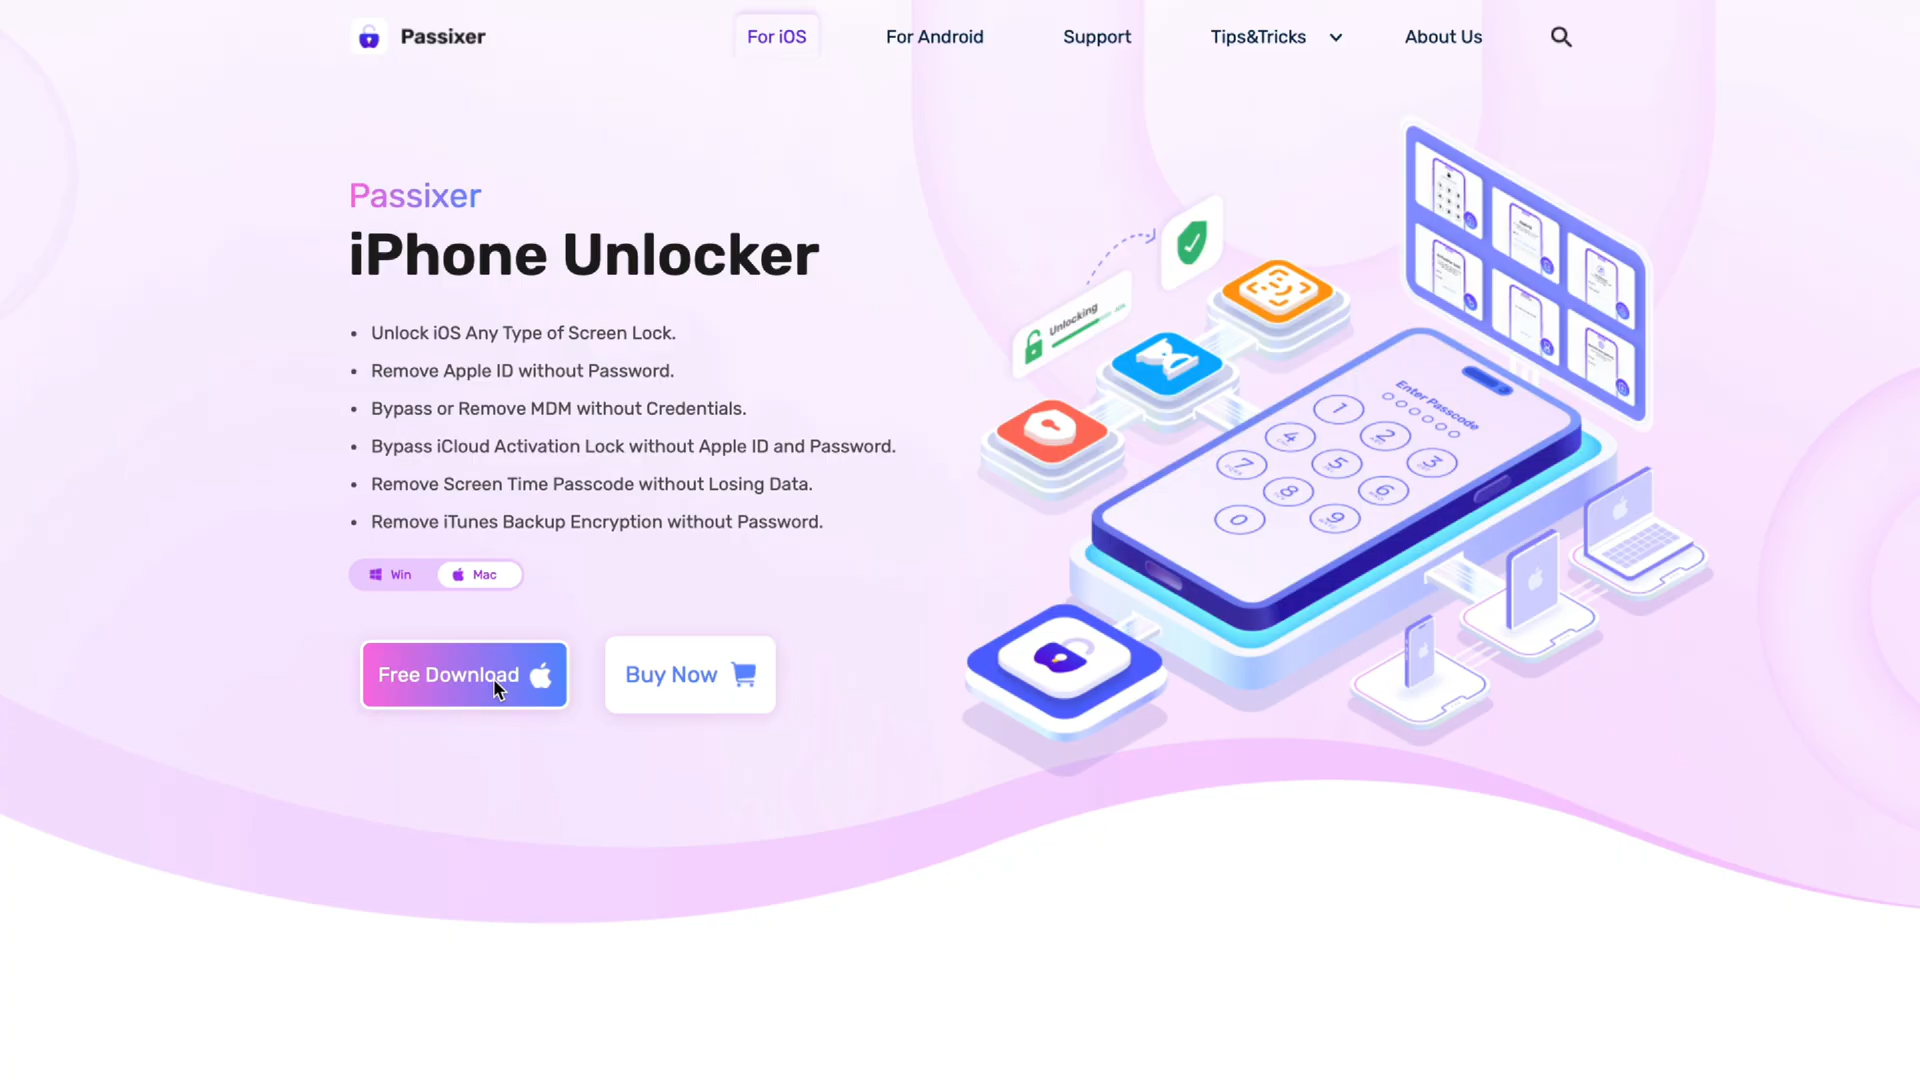 Passixer
For iOS
For Android
Support
Tips&Tricks
About Us
Passixer
iPhone Unlocker
• Unlock iOS Any Type of Screen Lock.
• Remove Apple ID without Password.
• Bypass or Remove MDM without Credentials.
• Bypass iCloud Activation Lock without Apple ID and Password.
• Remove Screen Time Passcode without Losing Data.
• Remove iTunes Backup Encryption without Password.
Win
Mac
Free Download
Buy Now
Unlocking
Enter Passcode
1
2
3
4
5
6
7
8
9
0